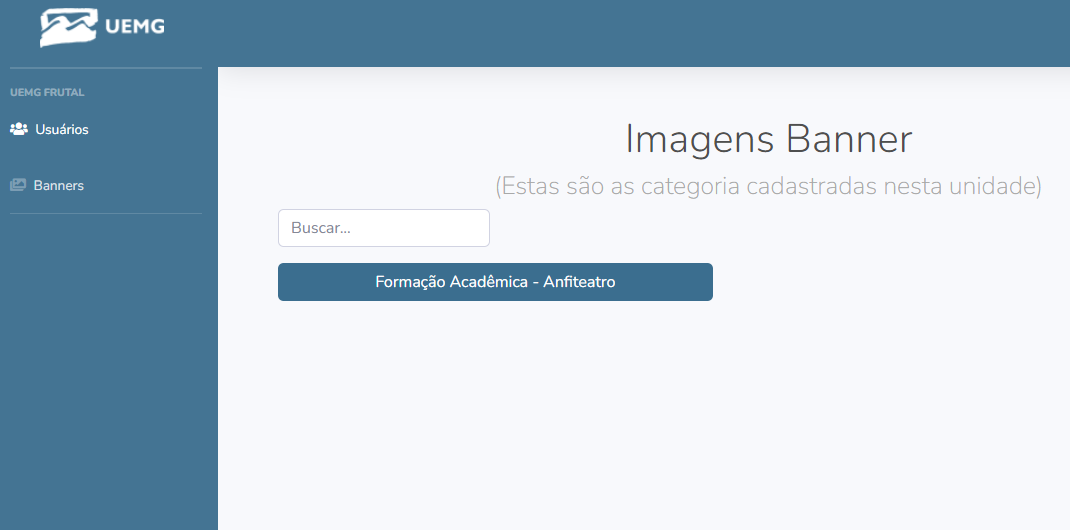 UEMG
UEMG FRUTAL
Usuários
Banners
Imagens Banner
(Estas são as categoria cadastradas nesta unidade)
Buscar...
Formação Acadêmica - Anfiteatro